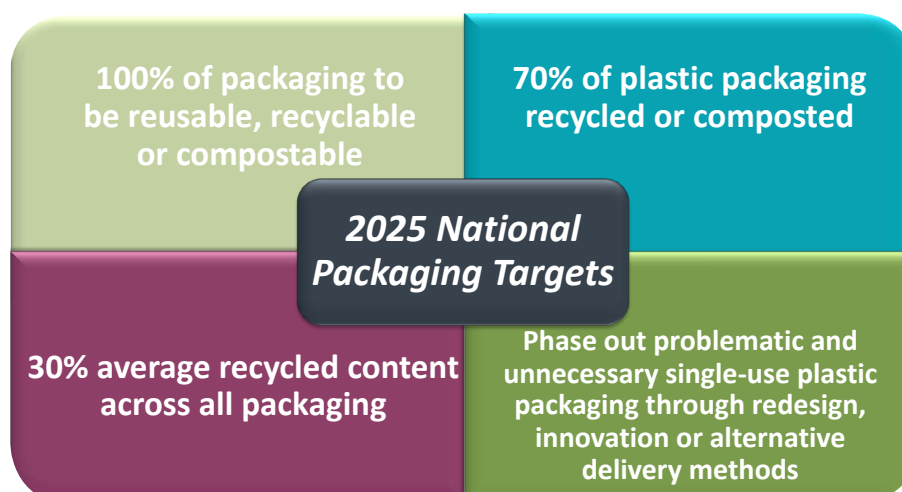 100% of packaging to
be reusable, recyclable
or compostable
70% of plastic packaging
recycled or composted
2025 National
Packaging Targets
30% average recycled content
across all packaging
Phase out problematic and
unnecessary single-use plastic
packaging through redesign,
innovation or alternative
delivery methods